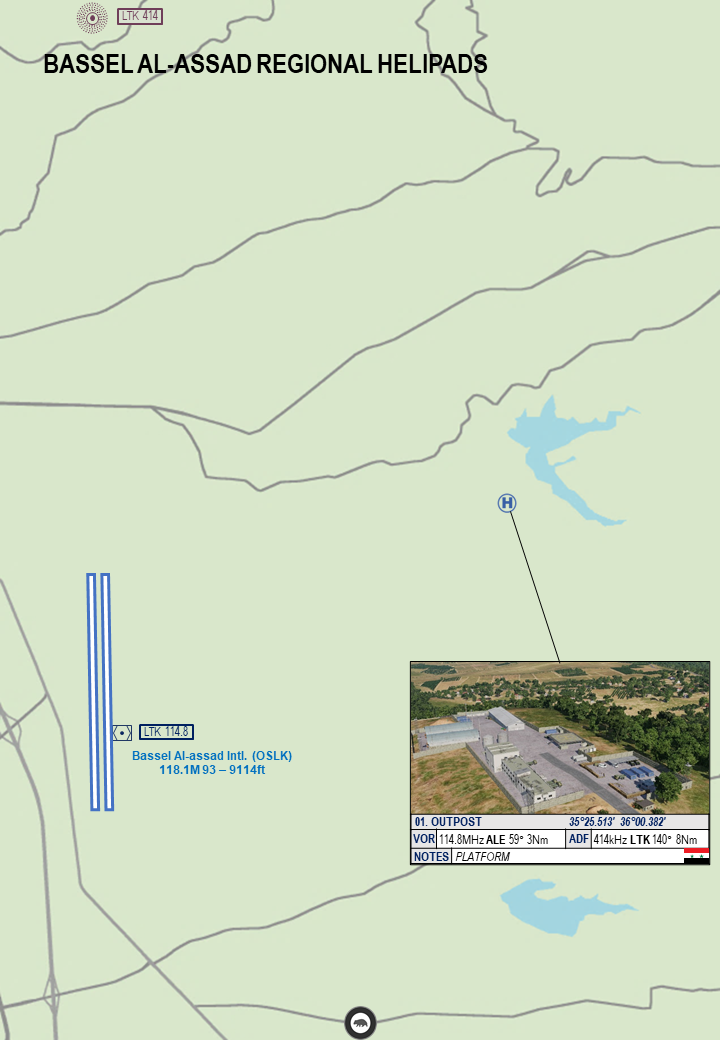 LTK 414
BASSEL AL-ASSAD REGIONAL HELIPADS
H
LTK 114.8
Bassel Al-assad Intl. (OSLK)
118.1M 93 – 9114ft
01. OUTPOST 35°25.513' 36°00.382'
VOR 114.8MHz ALE 59° 3Nm ADF 414kHz LTK 140° 8Nm
NOTES PLATFORM